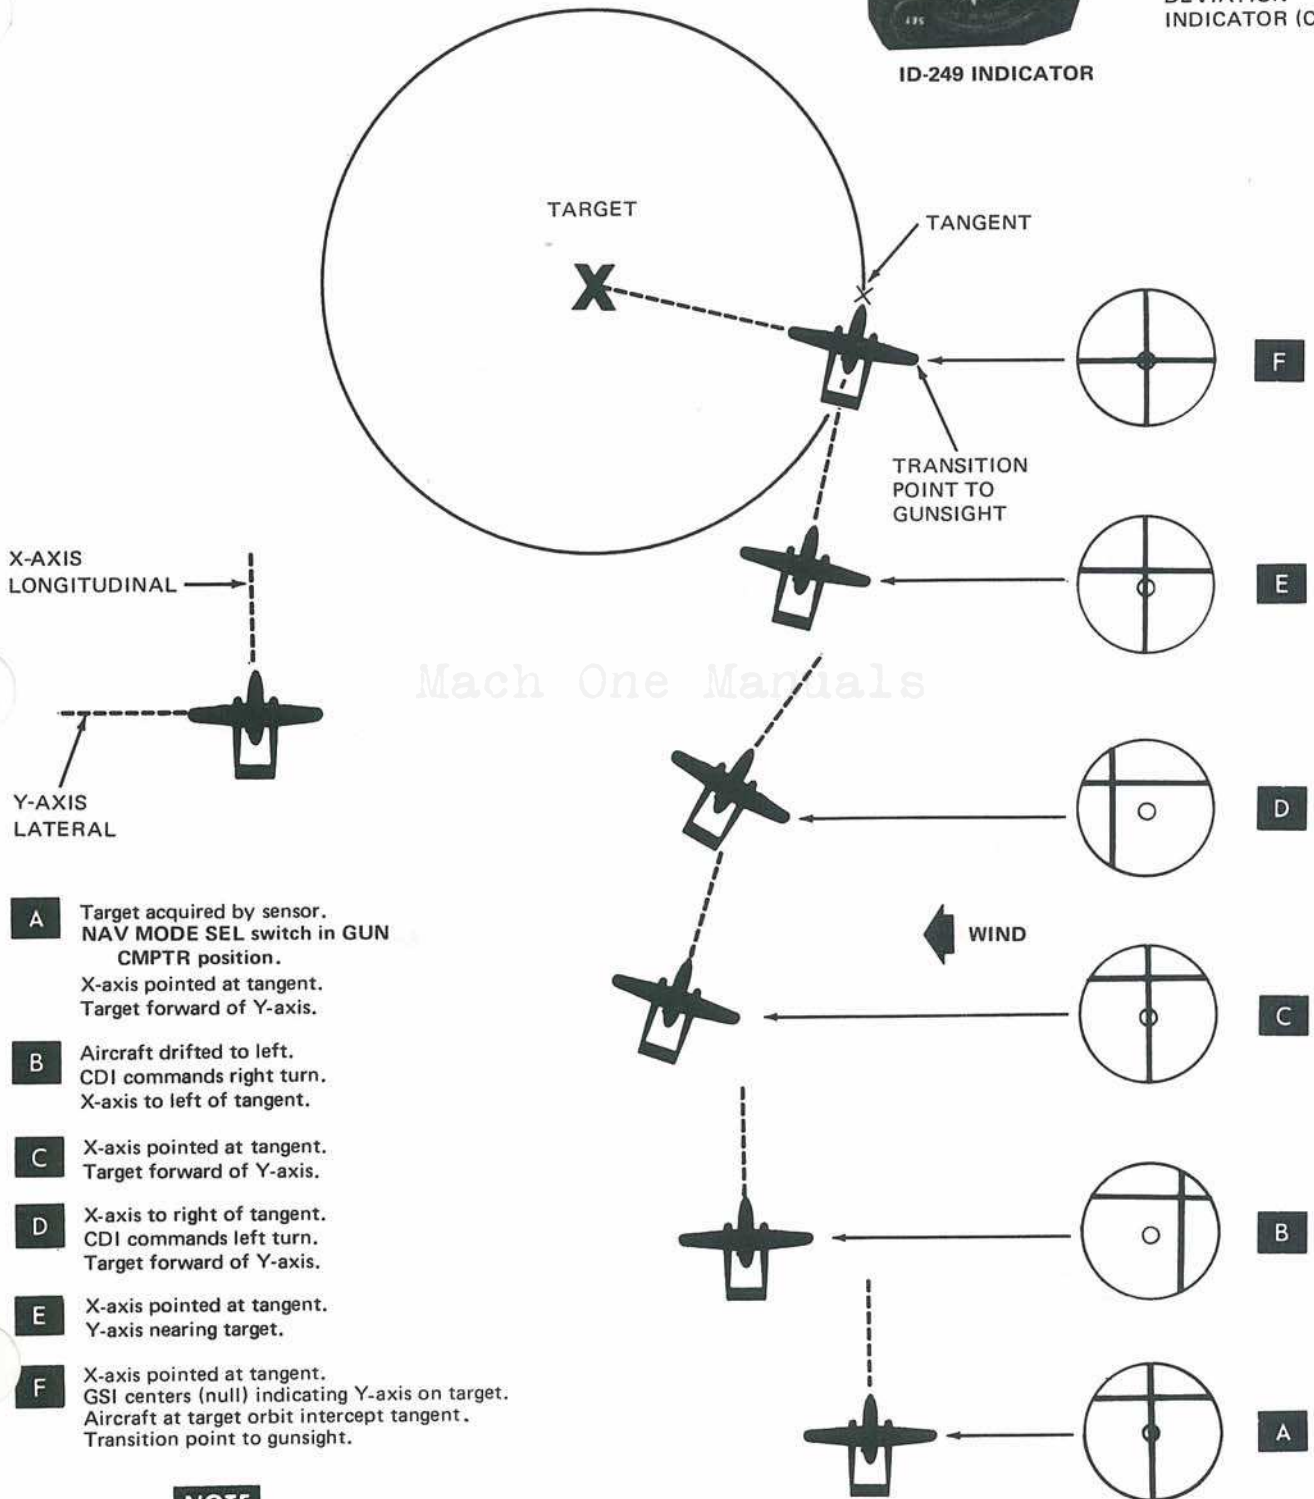 SET
INDICATOR (C
ID-249 INDICATOR
TARGET
X
TANGENT
F
TRANSITION
POINT TO
GUNSIGHT
X-AXIS
LONGITUDINAL
E
Mach One Manuals
Y-AXIS
LATERAL
D
WIND
C
B
A
A
Target acquired by sensor.
NAV MODE SEL switch in GUN
CMPTR position.
X-axis pointed at tangent.
Target forward of Y-axis.
B
Aircraft drifted to left.
CDI commands right turn.
X-axis to left of tangent.
C
X-axis pointed at tangent.
Target forward of Y-axis.
D
X-axis to right of tangent.
CDI commands left turn.
Target forward of Y-axis.
E
X-axis pointed at tangent.
Y-axis nearing target.
F
X-axis pointed at tangent.
GSI centers (null) indicating Y-axis on target.
Aircraft at target orbit intercept tangent.
Transition point to gunsight.
NOTE